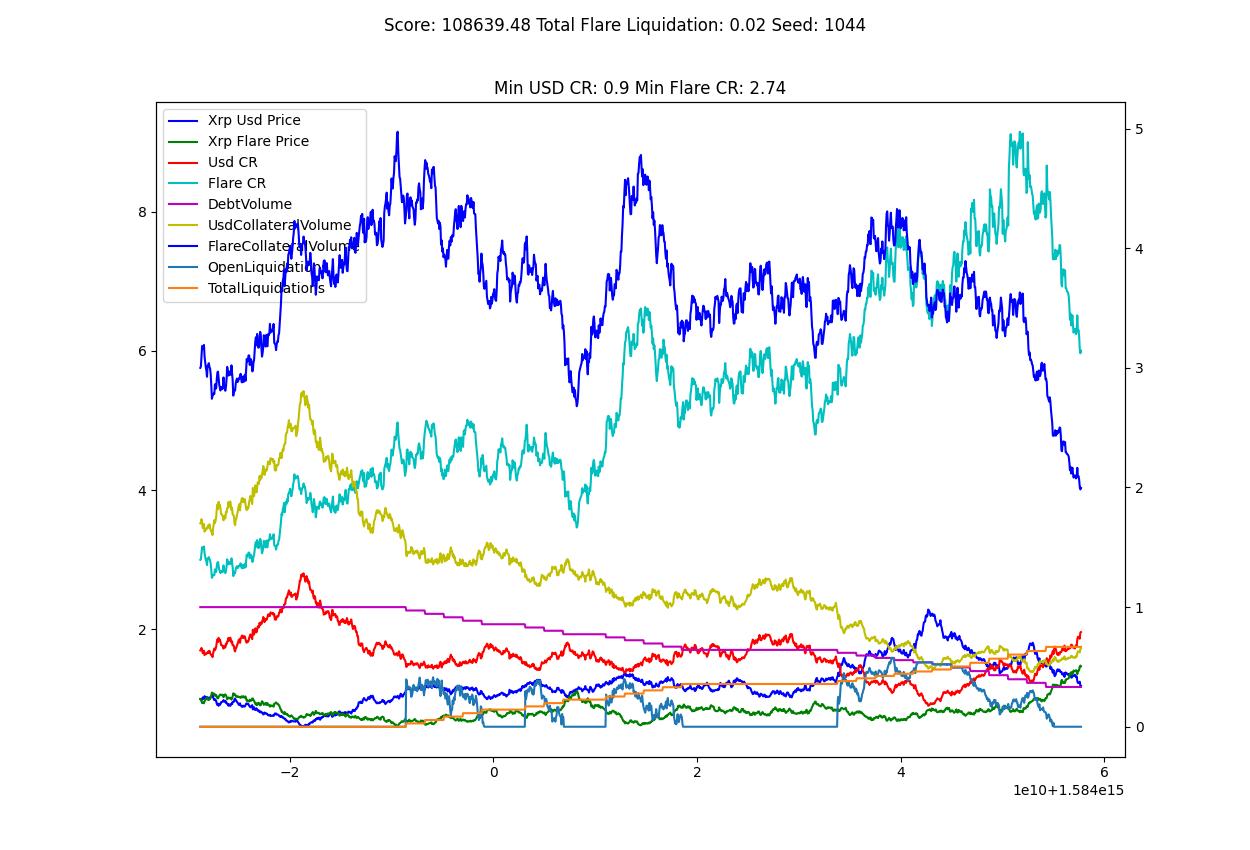 Score: 108639.48 Total Flare Liquidation: 0.02 Seed: 1044
Min USD CR: 0.9 Min Flare CR: 2.74
Xrp Usd Price
Xrp Flare Price
Usd CR
Flare CR
DebtVolume
UsdCollateralVolume
FlareCollateralVolume
OpenLiquidations
TotalLiquidations
8
6
4
2
5
4
3
2
1
0
−2
0
2
4
6
1e10+1.584e15